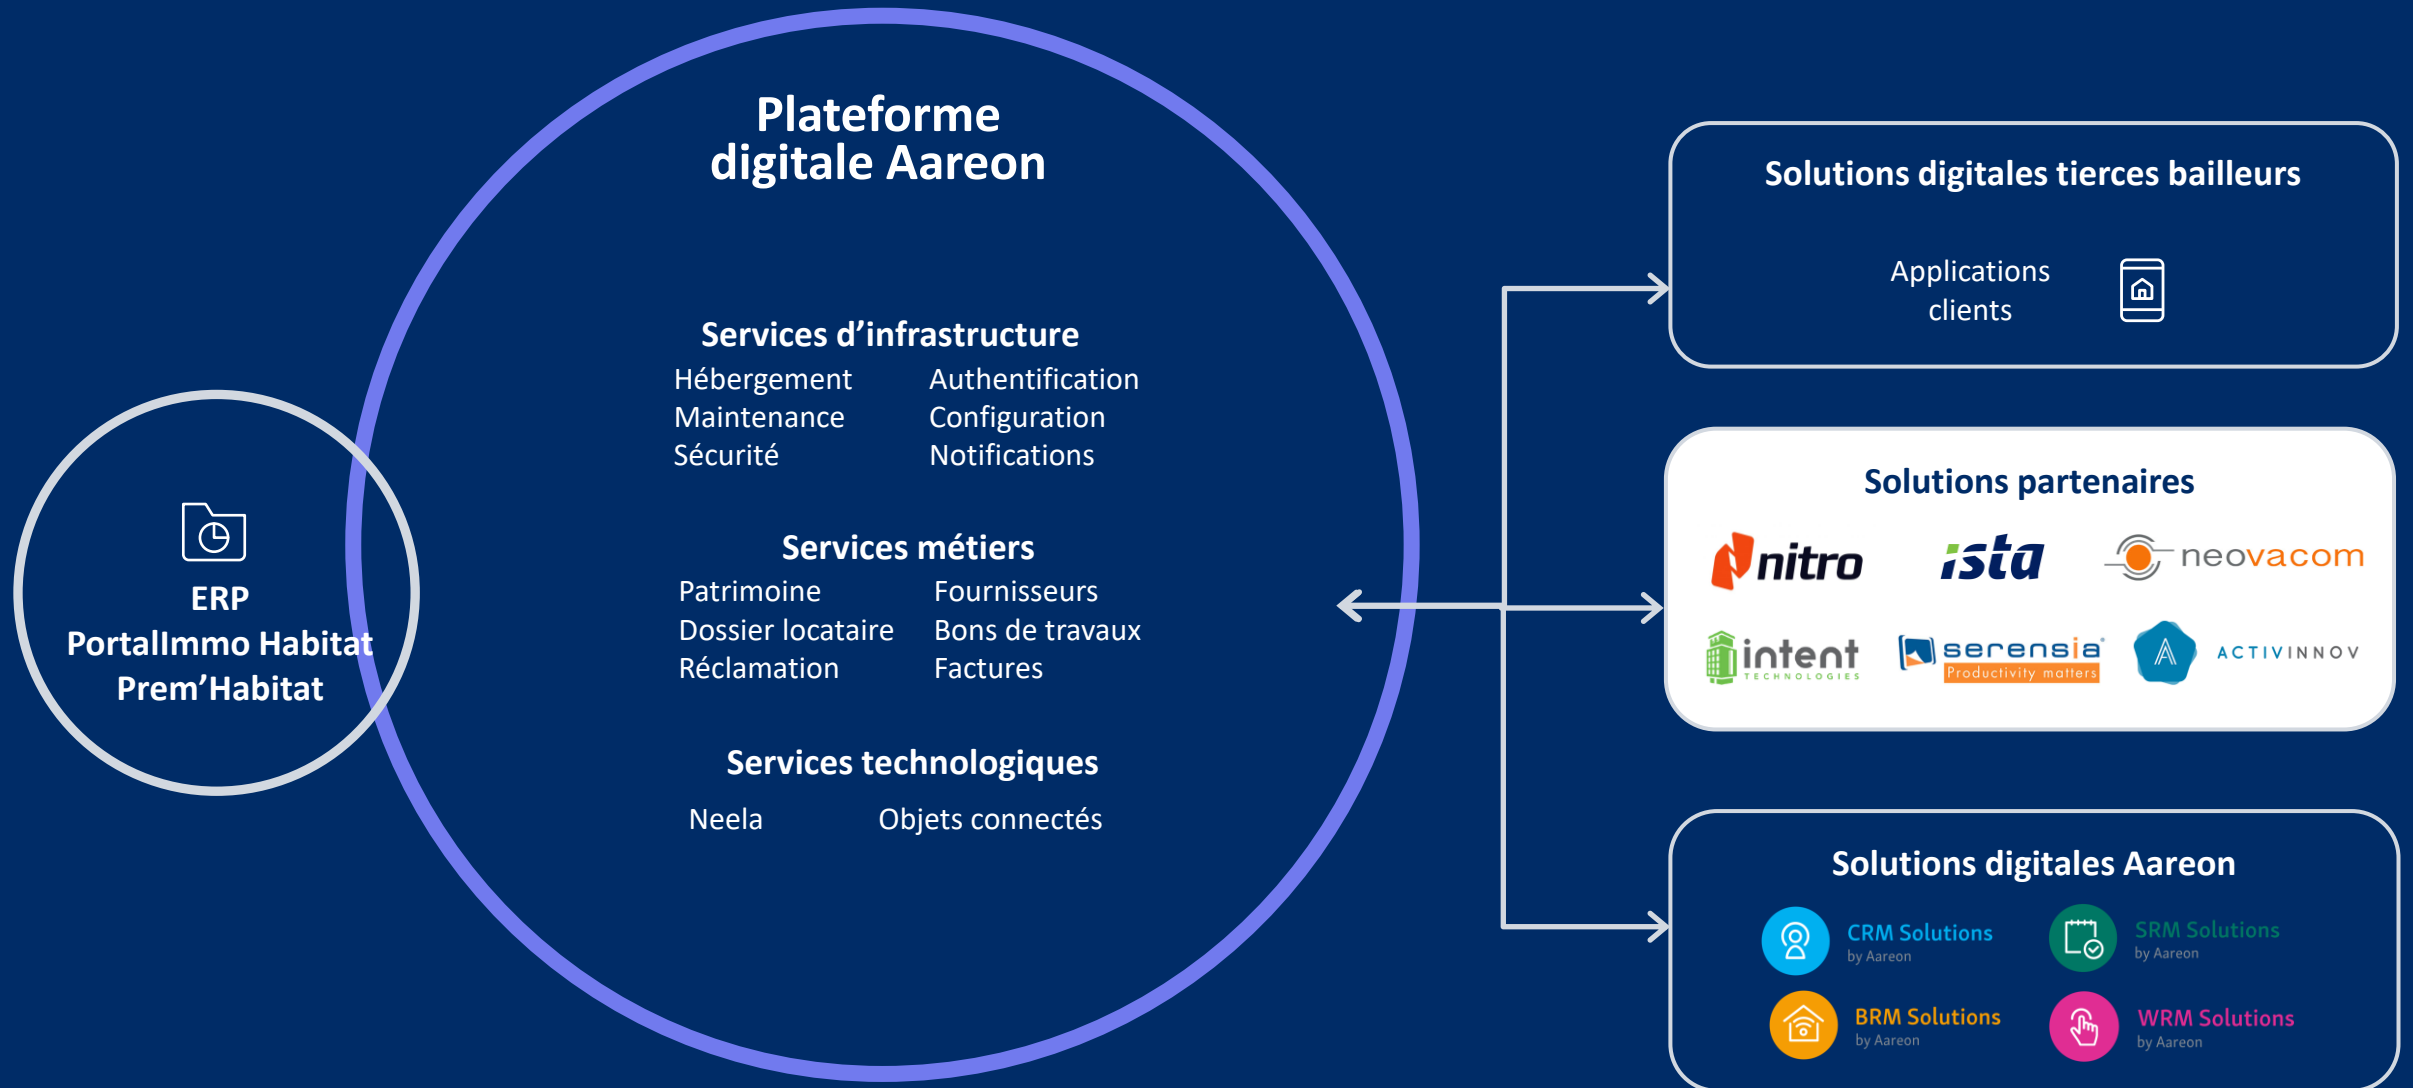 Plateforme
digitale Aareon
Services d’infrastructure
Hébergement
Maintenance
Sécurité
Authentification
Configuration
Notifications
Services métiers
Patrimoine
Dossier locataire
Réclamation
Fournisseurs
Bons de travaux
Factures
Services technologiques
Neela
Objets connectés
ERP
PortalImmo Habitat
Prem’Habitat
Solutions digitales tierces bailleurs
Applications
clients
Solutions partenaires
nitro
ista
neovacom
intent
TECHNOLOGIES
serensia
Productivity matters
ACTIVINNOV
Solutions digitales Aareon
CRM Solutions
by Aareon
SRM Solutions
by Aareon
BRM Solutions
by Aareon
WRM Solutions
by Aareon